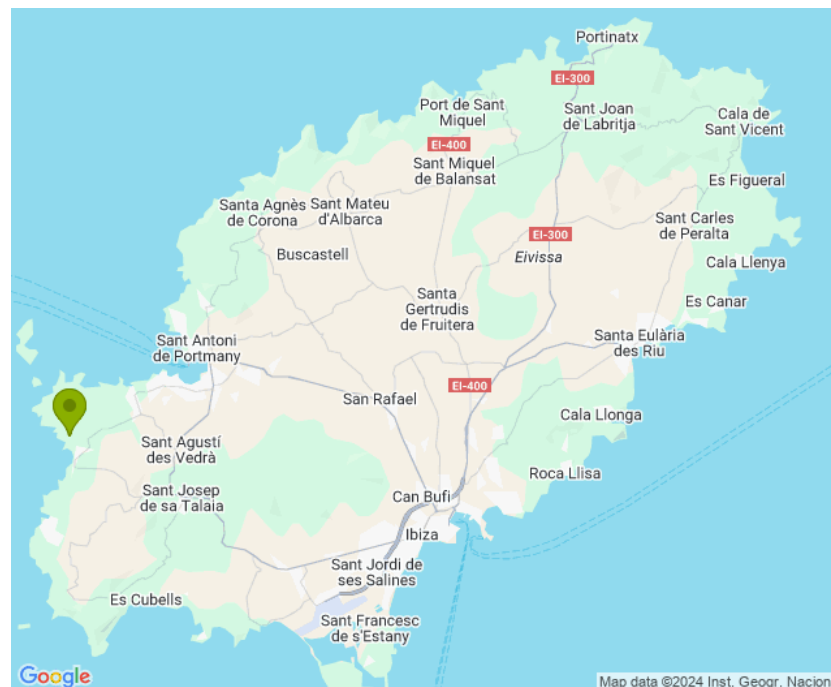 Portinatx
EI-300
Port de Sant
Miquel
Sant Joan
de Labritja
Cala de
Sant Vicent
EI-400
Sant Miquel
de Balansat
Es Figueral
Santa Agnès
de Corona
Sant Mateu
d'Albarca
Sant Carles
de Peralta
EI-300
Buscastell
Eivissa
Cala Llenya
Santa
Gertrudis
de Fruitera
Es Canar
Sant Antoni
de Portmany
Santa Eulària
des Riu
EI-400
San Rafael
Cala Llonga
Sant Agustí
des Vedrà
Roca Llisa
Sant Josep
de sa Talaia
Can Bufi
Ibiza
Sant Jordi de
ses Salines
Es Cubells
Sant Francesc
de s'Estany
Google
Map data ©2024 Inst. Geogr. Nacion